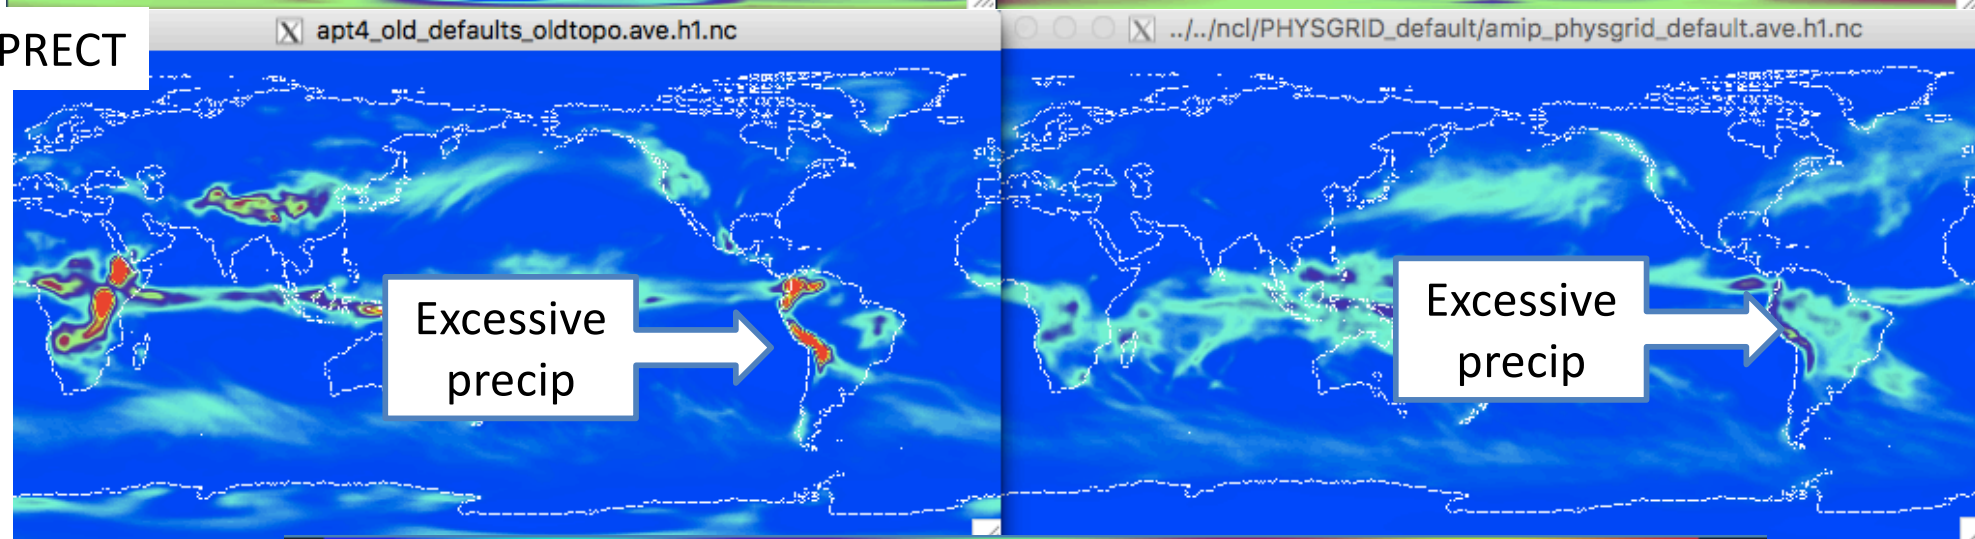 PRECT
apt4_old_defaults_oldtopo.ave.h1.nc
../../ncl/PHYSGRID_default/amip_physgrid_default.ave.h1.nc
Excessive
precip
Excessive
precip